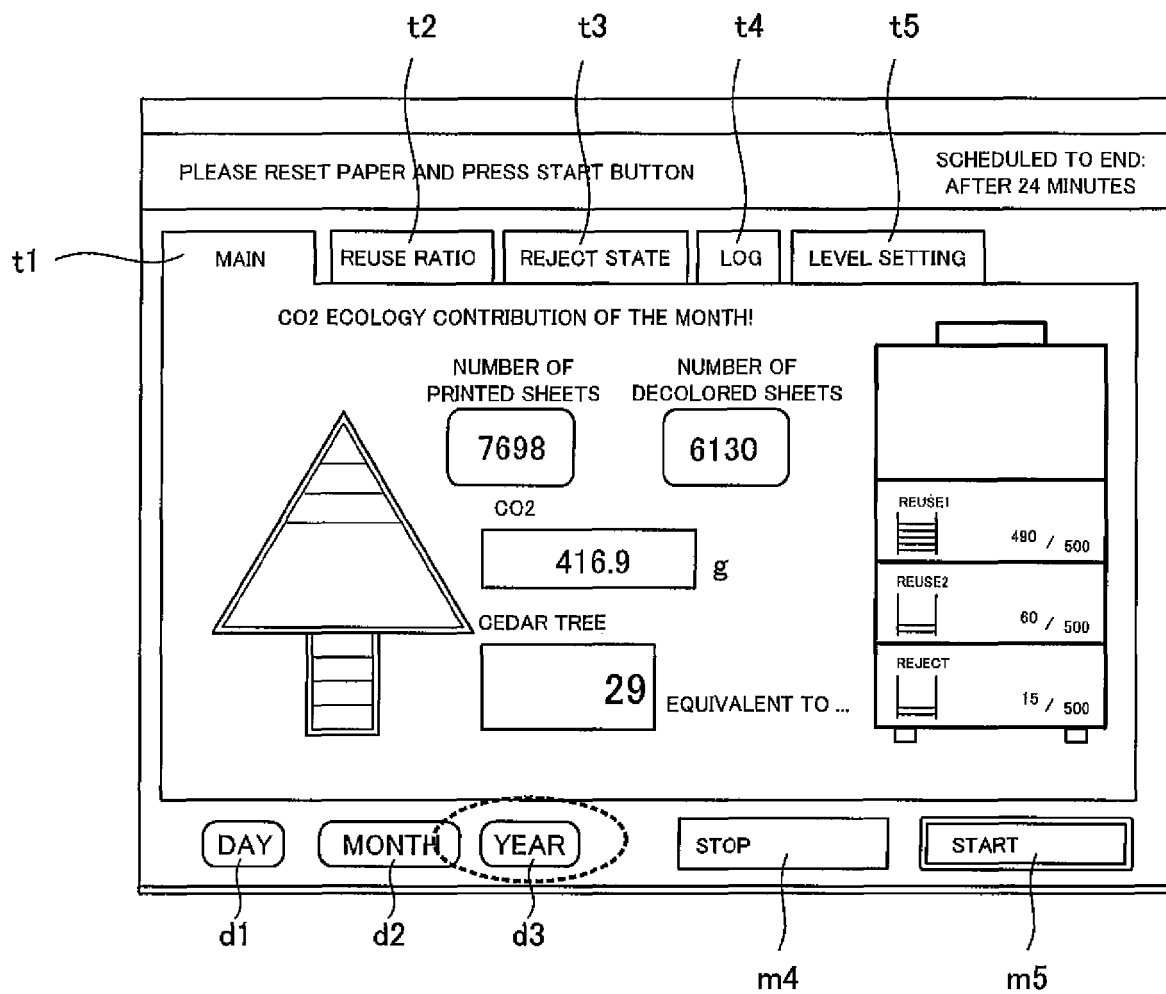 t2 t3 t4 t5
PLEASE RESET PAPER AND PRESS START BUTTON
SCHEDULED TO END:
AFTER 24 MINUTES
t1
MAIN
REUSE RATIO
REJECT STATE
LOG
LEVEL SETTING
CO2 ECOLOGY CONTRIBUTION OF THE MONTH!
NUMBER OF
PRINTED SHEETS
NUMBER OF
DECOLORED SHEETS
7698
6130
CO2
416.9 g
CEDAR TREE
29 EQUIVALENT TO ...
REUSE1
490 / 500
REUSE2
60 / 500
REJECT
15 / 500
DAY
MONTH
YEAR
STOP
START
d1 d2 d3
m4 m5